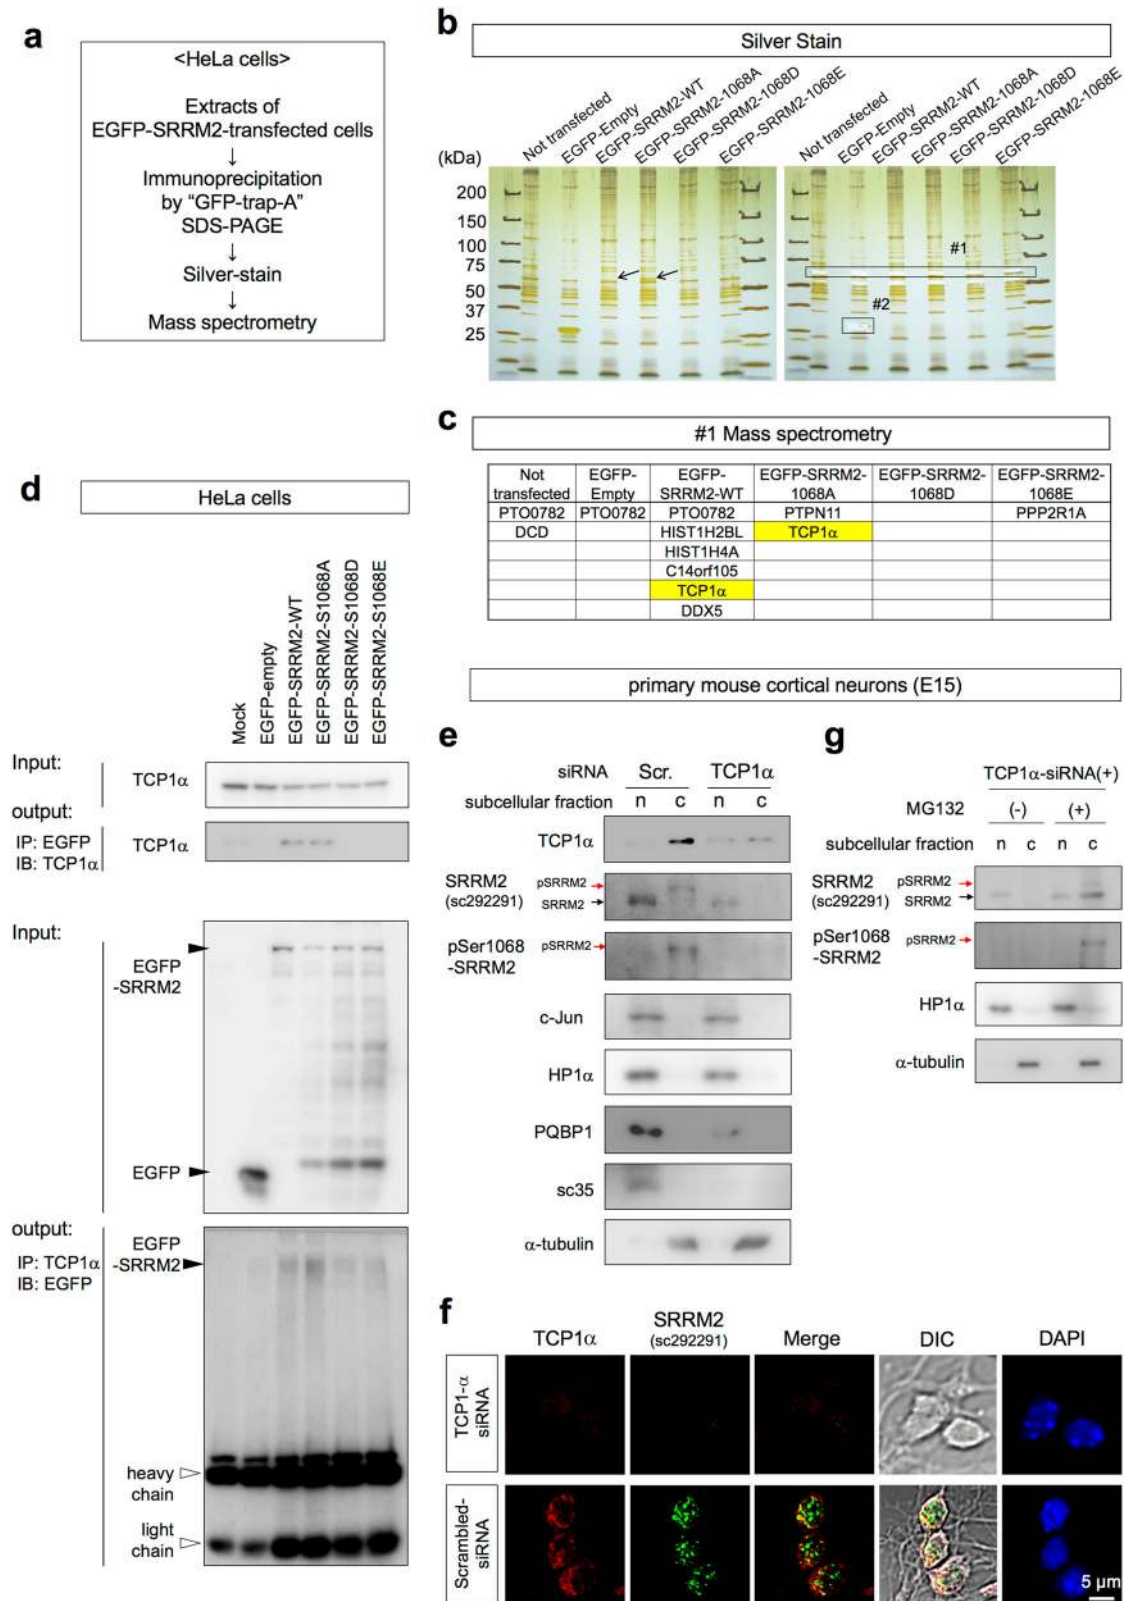 a
<HeLa cells>
Extracts of
EGFP-SRRM2-transfected cells
↓
Immunoprecipitation
by “GFP-trap-A”
SDS-PAGE
↓
Silver-stain
↓
Mass spectrometry
b
Silver Stain
Not transfected
EGFP-Empty
EGFP-SRRM2-WT
EGFP-SRRM2-1068A
EGFP-SRRM2-1068D
EGFP-SRRM2-1068E
Not transfected
EGFP-Empty
EGFP-SRRM2-WT
EGFP-SRRM2-1068A
EGFP-SRRM2-1068D
EGFP-SRRM2-1068E
(kDa)
200
150
100
75
50
37
25
#1
#2
c
#1 Mass spectrometry
Not transfected EGFP-Empty EGFP-SRRM2-WT EGFP-SRRM2-1068A EGFP-SRRM2-1068D EGFP-SRRM2-1068E
PTO0782 PTO0782 PTO0782 PTPN11 PPP2R1A
DCD HIST1H2BL TCP1α
HIST1H4A
C14orf105
TCP1α
DDX5
d
HeLa cells
Mock
EGFP-empty
EGFP-SRRM2-WT
EGFP-SRRM2-S1068A
EGFP-SRRM2-S1068D
EGFP-SRRM2-S1068E
Input:
TCP1α
output:
IP: EGFP
IB: TCP1α
TCP1α
Input:
EGFP
-SRRM2
EGFP
output:
IP: TCP1α
IB: EGFP
EGFP
-SRRM2
heavy
chain
light
chain
primary mouse cortical neurons (E15)
e
siRNA Scr. TCP1α
subcellular fraction n c n c
TCP1α
SRRM2
(sc292291)
pSRRM2
SRRM2
pSer1068
-SRRM2
pSRRM2
c-Jun
HP1α
PQBP1
sc35
α-tubulin
g
TCP1α-siRNA(+)
MG132 (-) (+)
subcellular fraction n c n c
SRRM2
(sc292291)
pSRRM2
SRRM2
pSer1068
-SRRM2
pSRRM2
HP1α
α-tubulin
f
TCP1α SRRM2 (sc292291) Merge DIC DAPI
TCP1-α
siRNA
Scrambled-
siRNA
5 μm